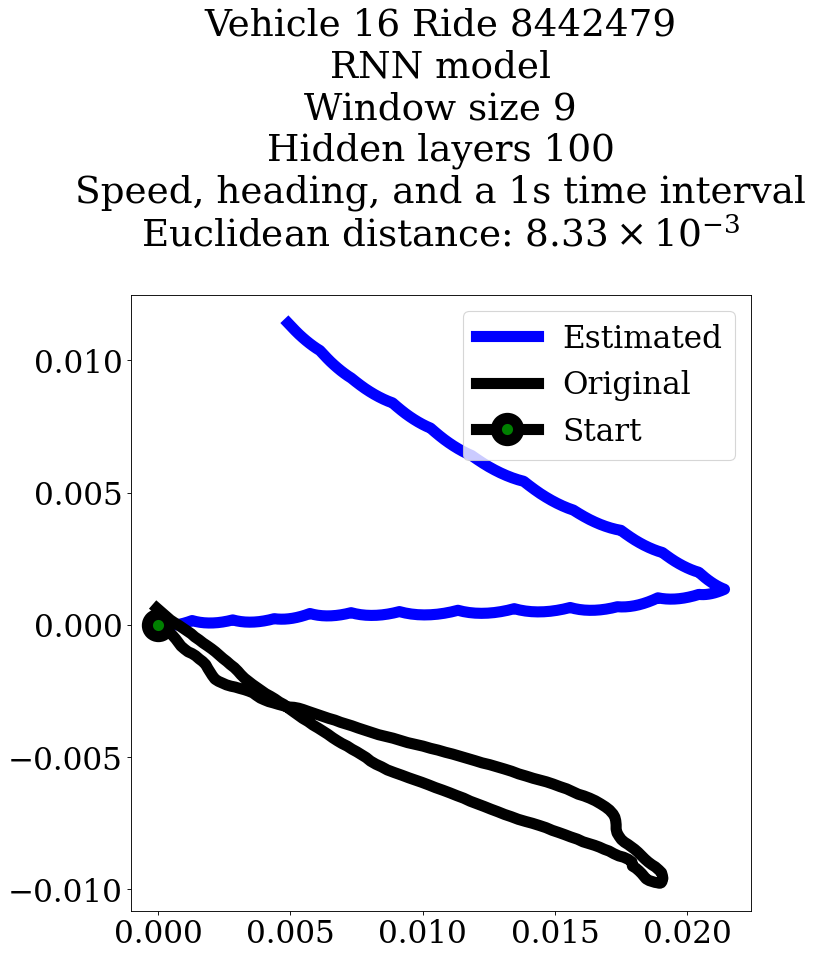 Vehicle 16 Ride 8442479
RNN model
Window size 9
Hidden layers 100
Speed, heading, and a 1s time interval
Euclidean distance: 8.33 × 10⁻³
Estimated
Original
Start
0.010
0.005
0.000
−0.005
−0.010
0.000 0.005 0.010 0.015 0.020